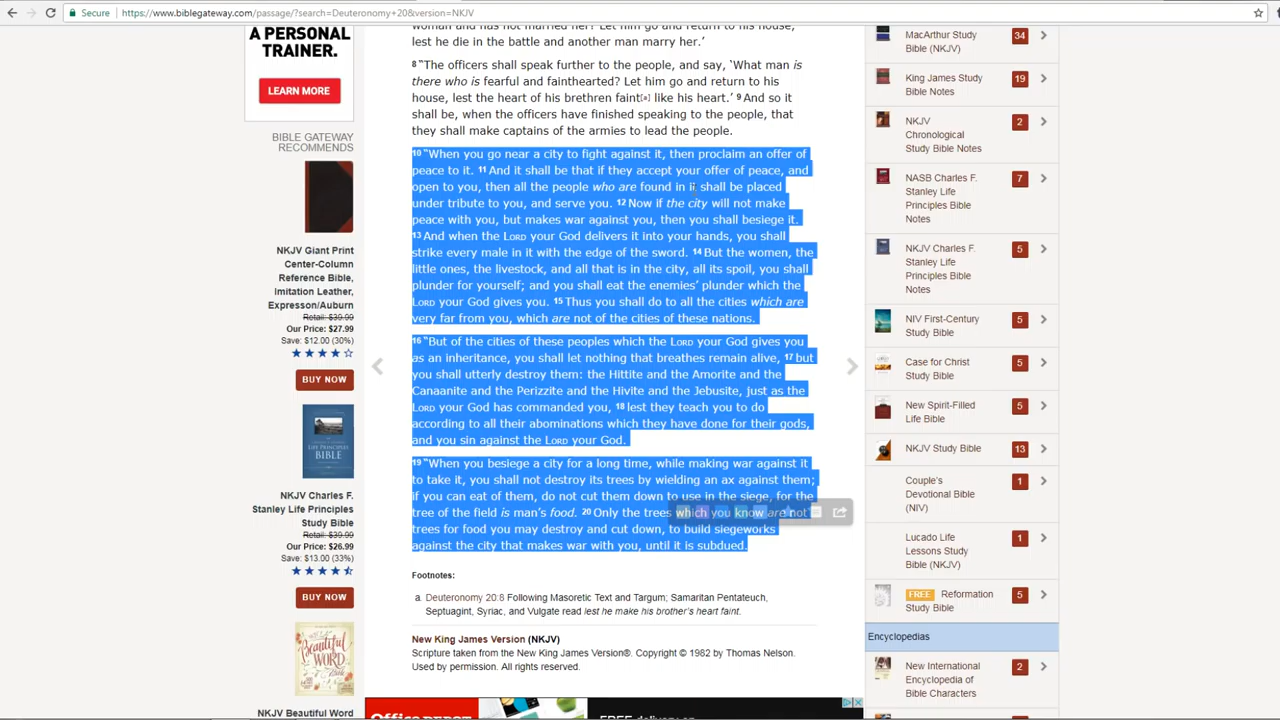 Secure
https://www.biblegateway.com/passage/?search=Deuteronomy+20&version=NKJV
A PERSONAL
TRAINER.
LEARN MORE
BIBLE GATEWAY
RECOMMENDS
NKJV Giant Print
Center-Column
Reference Bible,
Imitation Leather,
Expresson/Auburn
Retail: $39.99
Our Price: $27.99
Save: $12.00 (30%)
BUY NOW
NKJV Charles F.
Stanley Life Principles
Study Bible
Retail: $39.99
Our Price: $26.99
Save: $13.00 (33%)
BUY NOW
Beautiful
WORD
NKJV Beautiful Word
woman and has not married her? Let him go and return to his house,
lest he die in the battle and another man marry her.’
8 “The officers shall speak further to the people, and say, ‘What man is
there who is fearful and fainthearted? Let him go and return to his
house, lest the heart of his brethren faint[a] like his heart.’ 9 And so it
shall be, when the officers have finished speaking to the people, that
they shall make captains of the armies to lead the people.
10 “When you go near a city to fight against it, then proclaim an offer of
peace to it. 11 And it shall be that if they accept your offer of peace, and
open to you, then all the people who are found in it shall be placed
under tribute to you, and serve you. 12 Now if the city will not make
peace with you, but makes war against you, then you shall besiege it.
13 And when the LORD your God delivers it into your hands, you shall
strike every male in it with the edge of the sword. 14 But the women, the
little ones, the livestock, and all that is in the city, all its spoil, you shall
plunder for yourself; and you shall eat the enemies’ plunder which the
LORD your God gives you. 15 Thus you shall do to all the cities which are
very far from you, which are not of the cities of these nations.
16 “But of the cities of these peoples which the LORD your God gives you
as an inheritance, you shall let nothing that breathes remain alive, 17 but
you shall utterly destroy them: the Hittite and the Amorite and the
Canaanite and the Perizzite and the Hivite and the Jebusite, just as the
LORD your God has commanded you, 18 lest they teach you to do
according to all their abominations which they have done for their gods,
and you sin against the LORD your God.
19 “When you besiege a city for a long time, while making war against it
to take it, you shall not destroy its trees by wielding an ax against them;
if you can eat of them, do not cut them down to use in the siege, for the
tree of the field is man’s food. 20 Only the trees which you know are not
trees for food you may destroy and cut down, to build siegeworks
against the city that makes war with you, until it is subdued.
Footnotes:
a. Deuteronomy 20:8 Following Masoretic Text and Targum; Samaritan Pentateuch,
Septuagint, Syriac, and Vulgate read lest he make his brother’s heart faint.
New King James Version (NKJV)
Scripture taken from the New King James Version®. Copyright © 1982 by Thomas Nelson.
Used by permission. All rights reserved.
MacArthur Study
Bible (NKJV)
34
King James Study
Bible Notes
19
NKJV
Chronological
Study Bible Notes
2
NASB Charles F.
Stanley Life
Principles Bible
Notes
7
NKJV Charles F.
Stanley Life
Principles Bible
Notes
5
NIV First-Century
Study Bible
5
Case for Christ
Study Bible
5
New Spirit-Filled
Life Bible
5
NKJV Study Bible
13
Couple's
Devotional Bible
(NIV)
1
Lucado Life
Lessons Study
Bible (NKJV)
1
FREE Reformation
Study Bible
5
Encyclopedias
New International
Encyclopedia of
Bible Characters
2
Office DEPOT
FREE delivery on